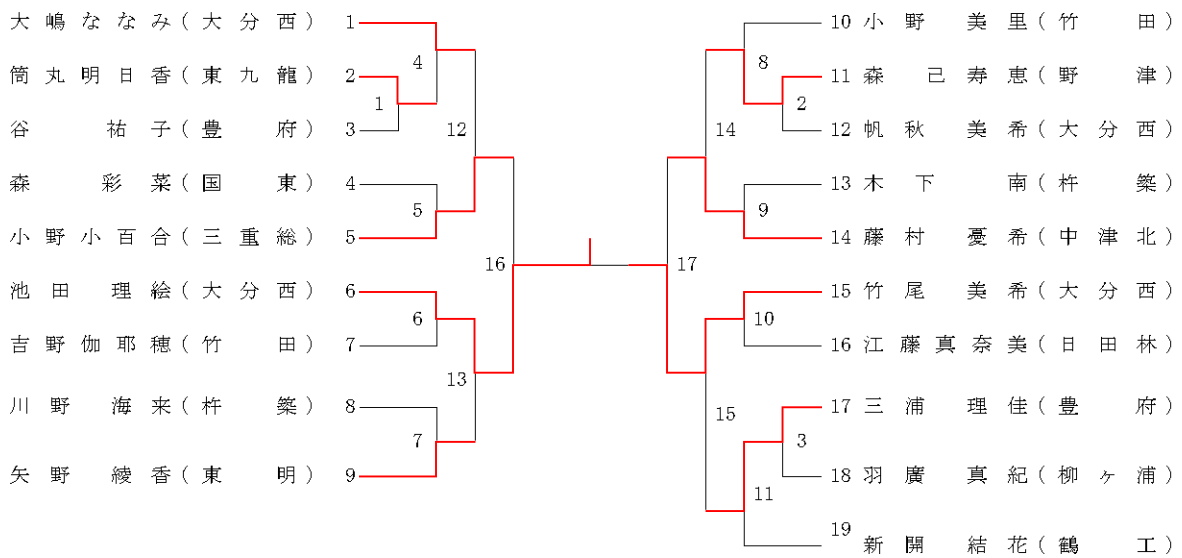 大嶋ななみ(大分西) 1
筒丸明日香(東九龍) 2
谷祐子(豊府) 3
森彩菜(国東) 4
小野小百合(三重総) 5
池田理絵(大分西) 6
吉野伽耶穂(竹田) 7
川野海来(杵築) 8
矢野綾香(東明) 9
4
1
12
5
16
6
13
7
10 小野美里(竹田)
11 森己寿恵(野津)
12 帆秋美希(大分西)
13 木下南(杵築)
14 藤村憂希(中津北)
15 竹尾美希(大分西)
16 江藤真奈美(日田林)
17 三浦理佳(豊府)
18 羽廣真紀(柳ヶ浦)
19 新開結花(鶴工)
8
2
14
9
17
10
15
3
11